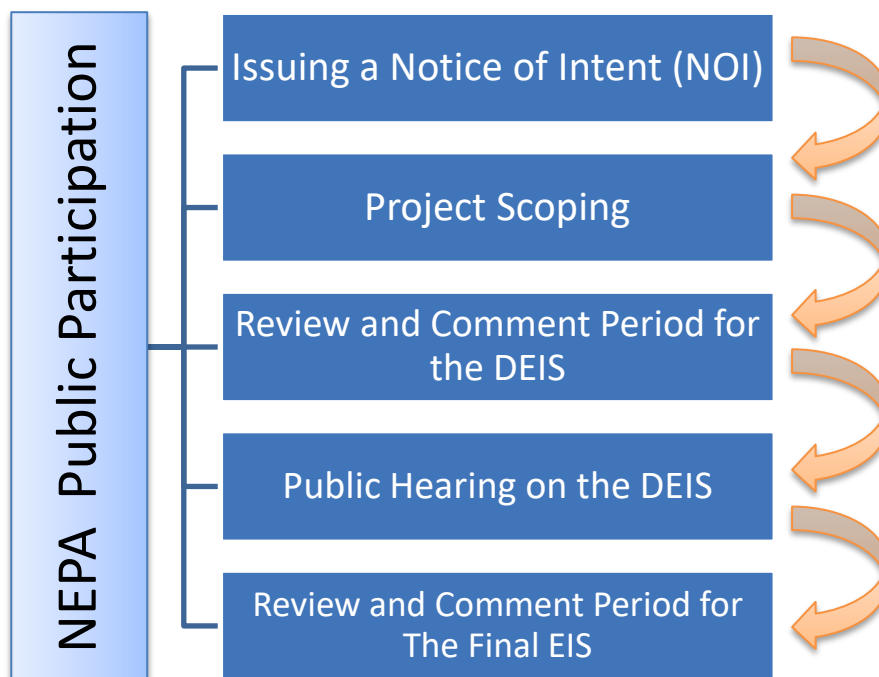 NEPA Public Participation
Issuing a Notice of Intent (NOI)
Project Scoping
Review and Comment Period for
the DEIS
Public Hearing on the DEIS
Review and Comment Period for
The Final EIS